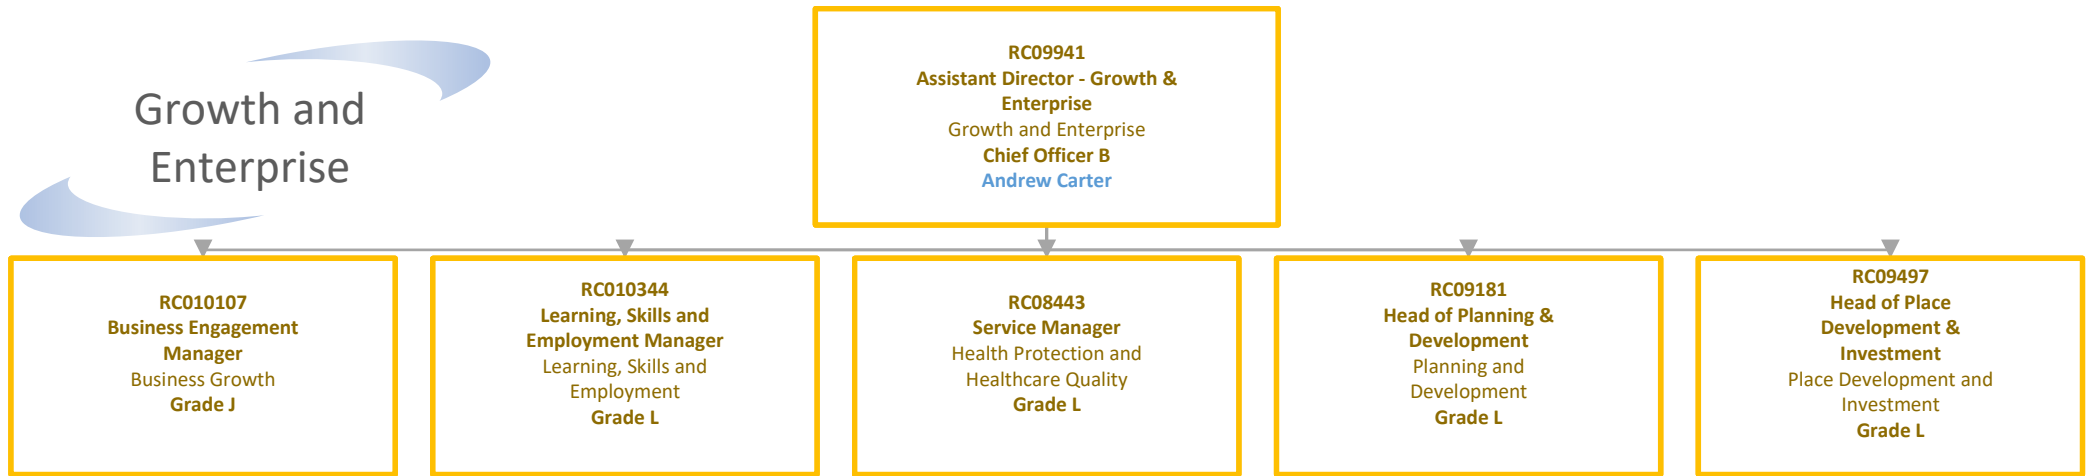 Growth and
Enterprise
RC09941
Assistant Director - Growth &
Enterprise
Growth and Enterprise
Chief Officer B
Andrew Carter
RC010107
Business Engagement
Manager
Business Growth
Grade J
RC010344
Learning, Skills and
Employment Manager
Learning, Skills and
Employment
Grade L
RC08443
Service Manager
Health Protection and
Healthcare Quality
Grade L
RC09181
Head of Planning &
Development
Planning and
Development
Grade L
RC09497
Head of Place
Development &
Investment
Place Development and
Investment
Grade L